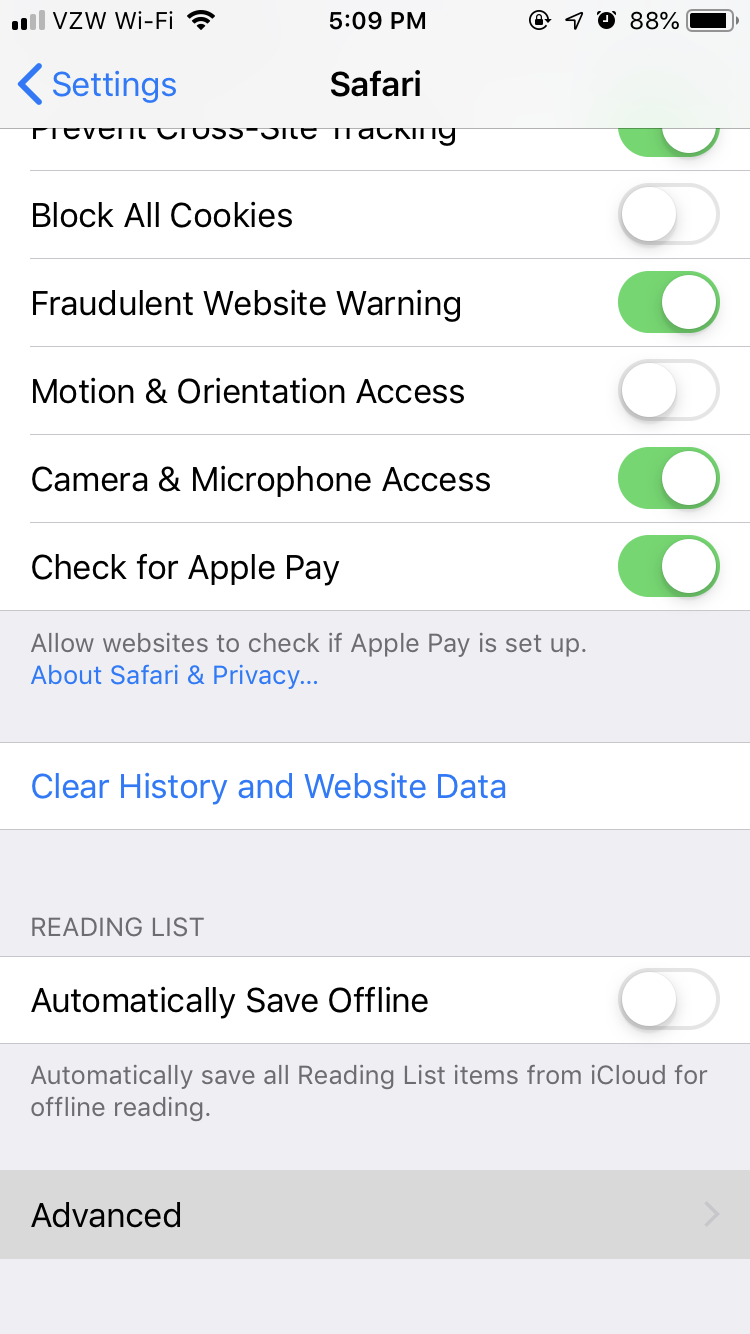 VZW Wi-Fi 5:09 PM 88%
Settings Safari
Prevent Cross-Site Tracking
Block All Cookies
Fraudulent Website Warning
Motion & Orientation Access
Camera & Microphone Access
Check for Apple Pay
Allow websites to check if Apple Pay is set up.
About Safari & Privacy...
Clear History and Website Data
READING LIST
Automatically Save Offline
Automatically save all Reading List items from iCloud for
offline reading.
Advanced